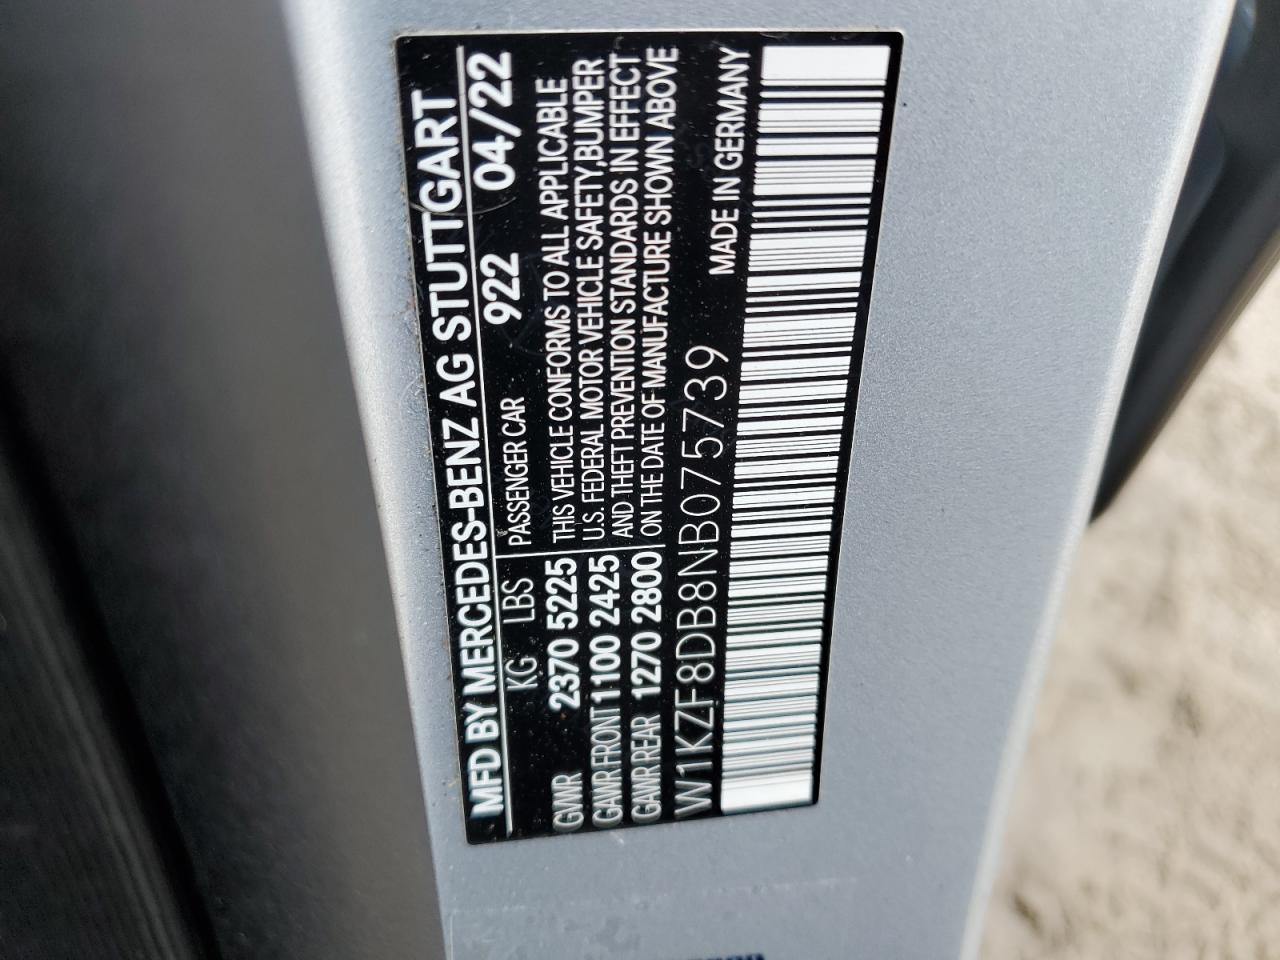 MFD BY MERCEDES-BENZ AG STUTTGART
KG LBS PASSENGER CAR 922 04/22
GVWR 2370 5225 THIS VEHICLE CONFORMS TO ALL APPLICABLE
GAWR FRONT 1100 2425 U.S. FEDERAL MOTOR VEHICLE SAFETY,BUMPER
GAWR REAR 1270 2800 AND THEFT PREVENTION STANDARDS IN EFFECT
ON THE DATE OF MANUFACTURE SHOWN ABOVE
W1KZF8DB8NB075739 MADE IN GERMANY